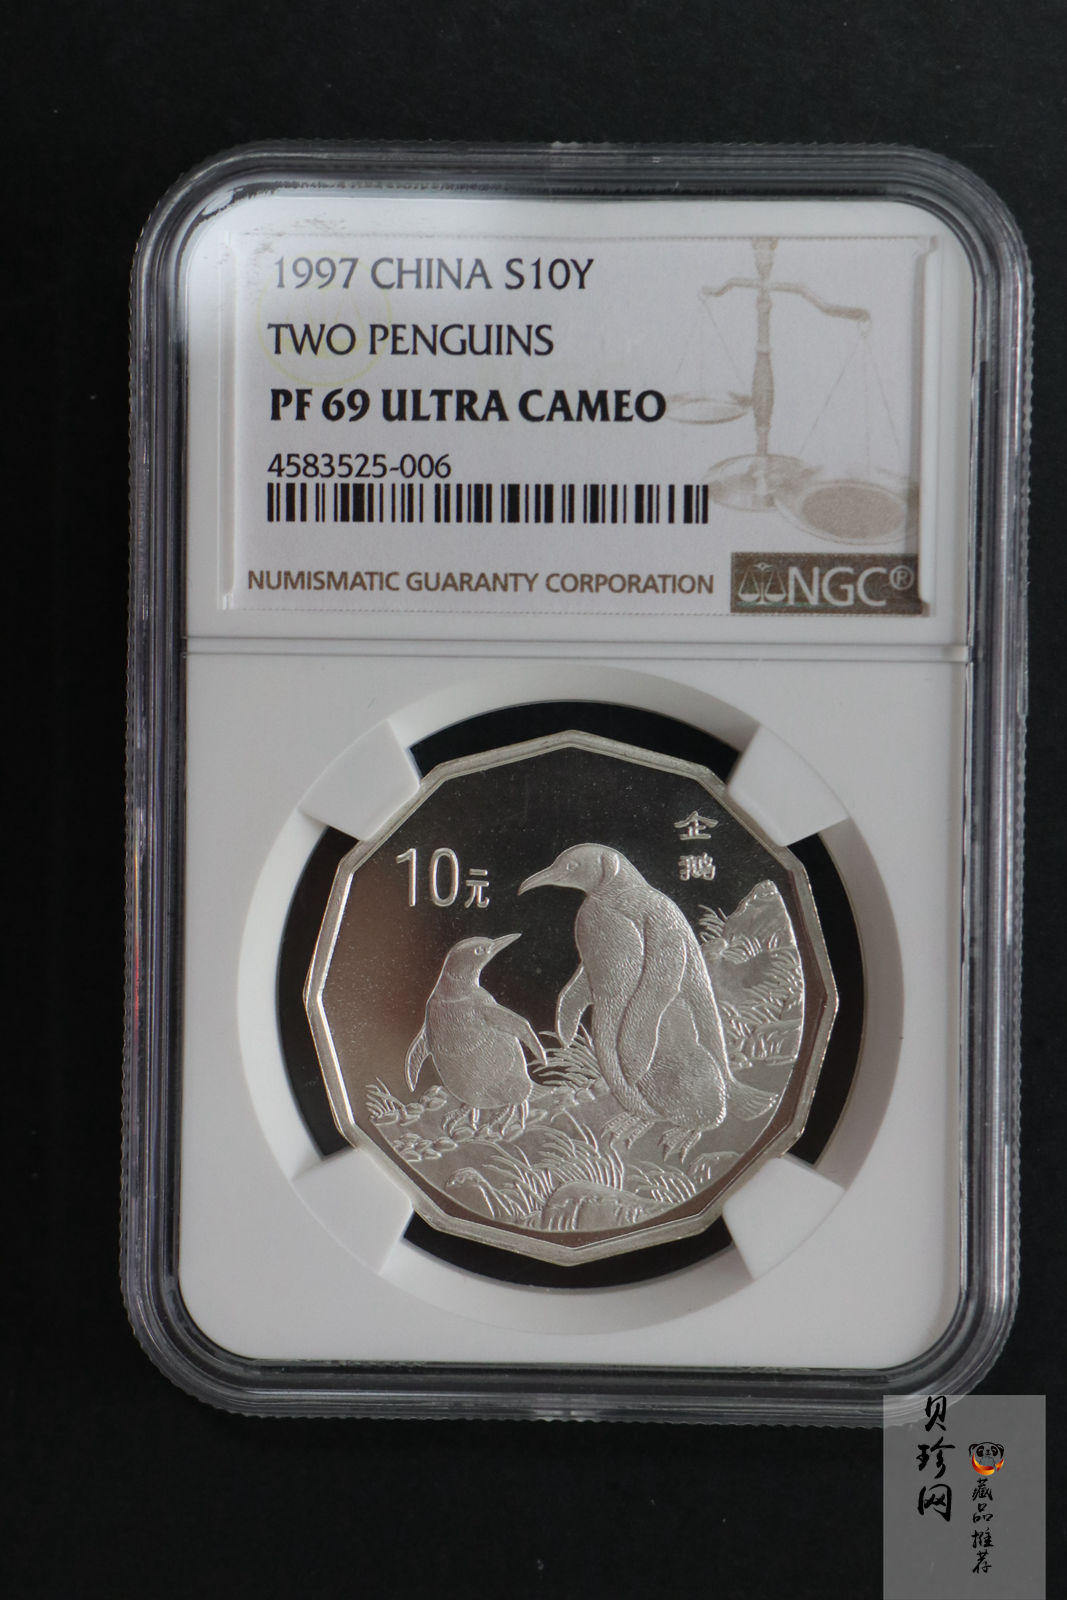 1997 CHINA S10Y
TWO PENGUINS
PF 69 ULTRA CAMEO
4583525-006
NUMISMATIC GUARANTY CORPORATION
NGC®
10元
企鹅
贝珍网
藏品推荐